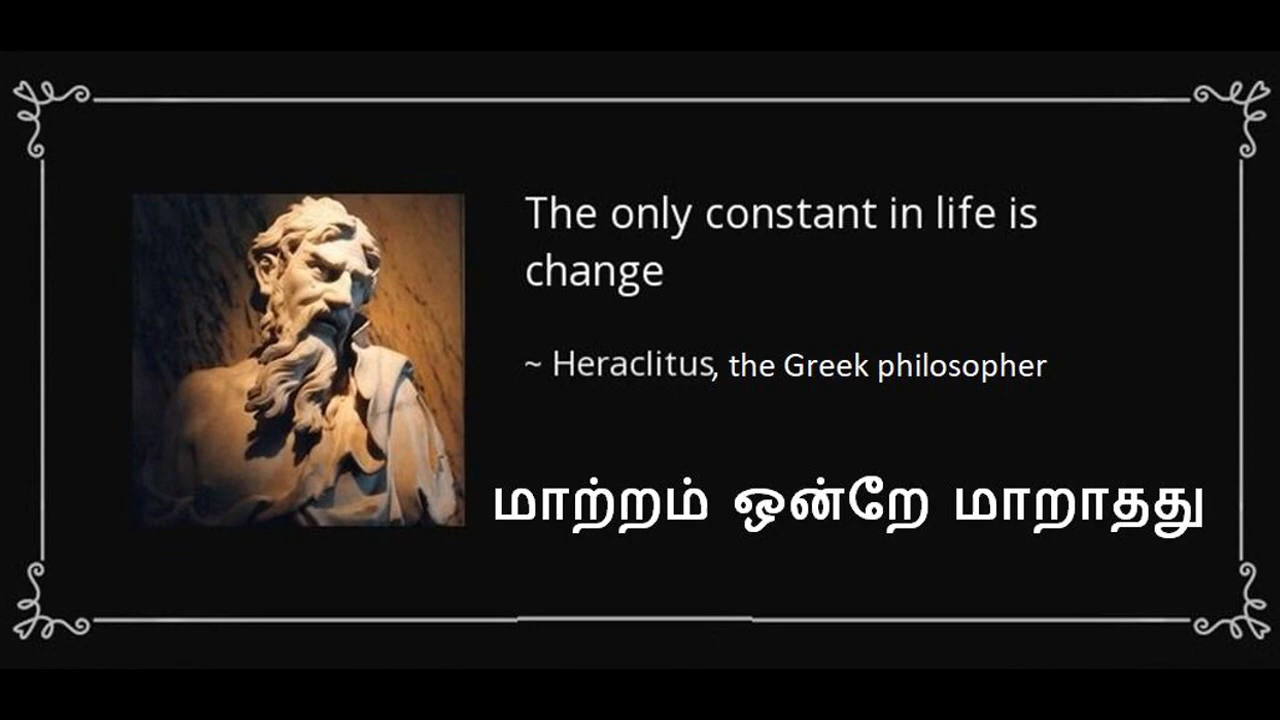 The only constant in life is
change
~ Heraclitus, the Greek philosopher
மாற்றம் ஒன்றே மாறாதது